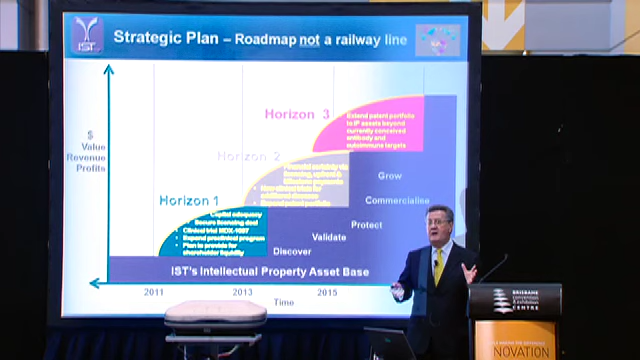 IST
Strategic Plan – Roadmap not a railway line
$
Value
Revenue
Profits
Horizon 3
Extend patent portfolio
to IP assets beyond
currently conceived
antibody and
autoimmune targets
Horizon 2
Grow
Commercialise
Horizon 1
Capital adequacy
Secure licensing deal
• Clinical trial MDX-1097
• Expand preclinical program
• Plan to provide for
shareholder liquidity
Protect
Validate
Discover
IST's Intellectual Property Asset Base
2011
2013
2015
Time
BRISBANE
CENTRE
NOVATION